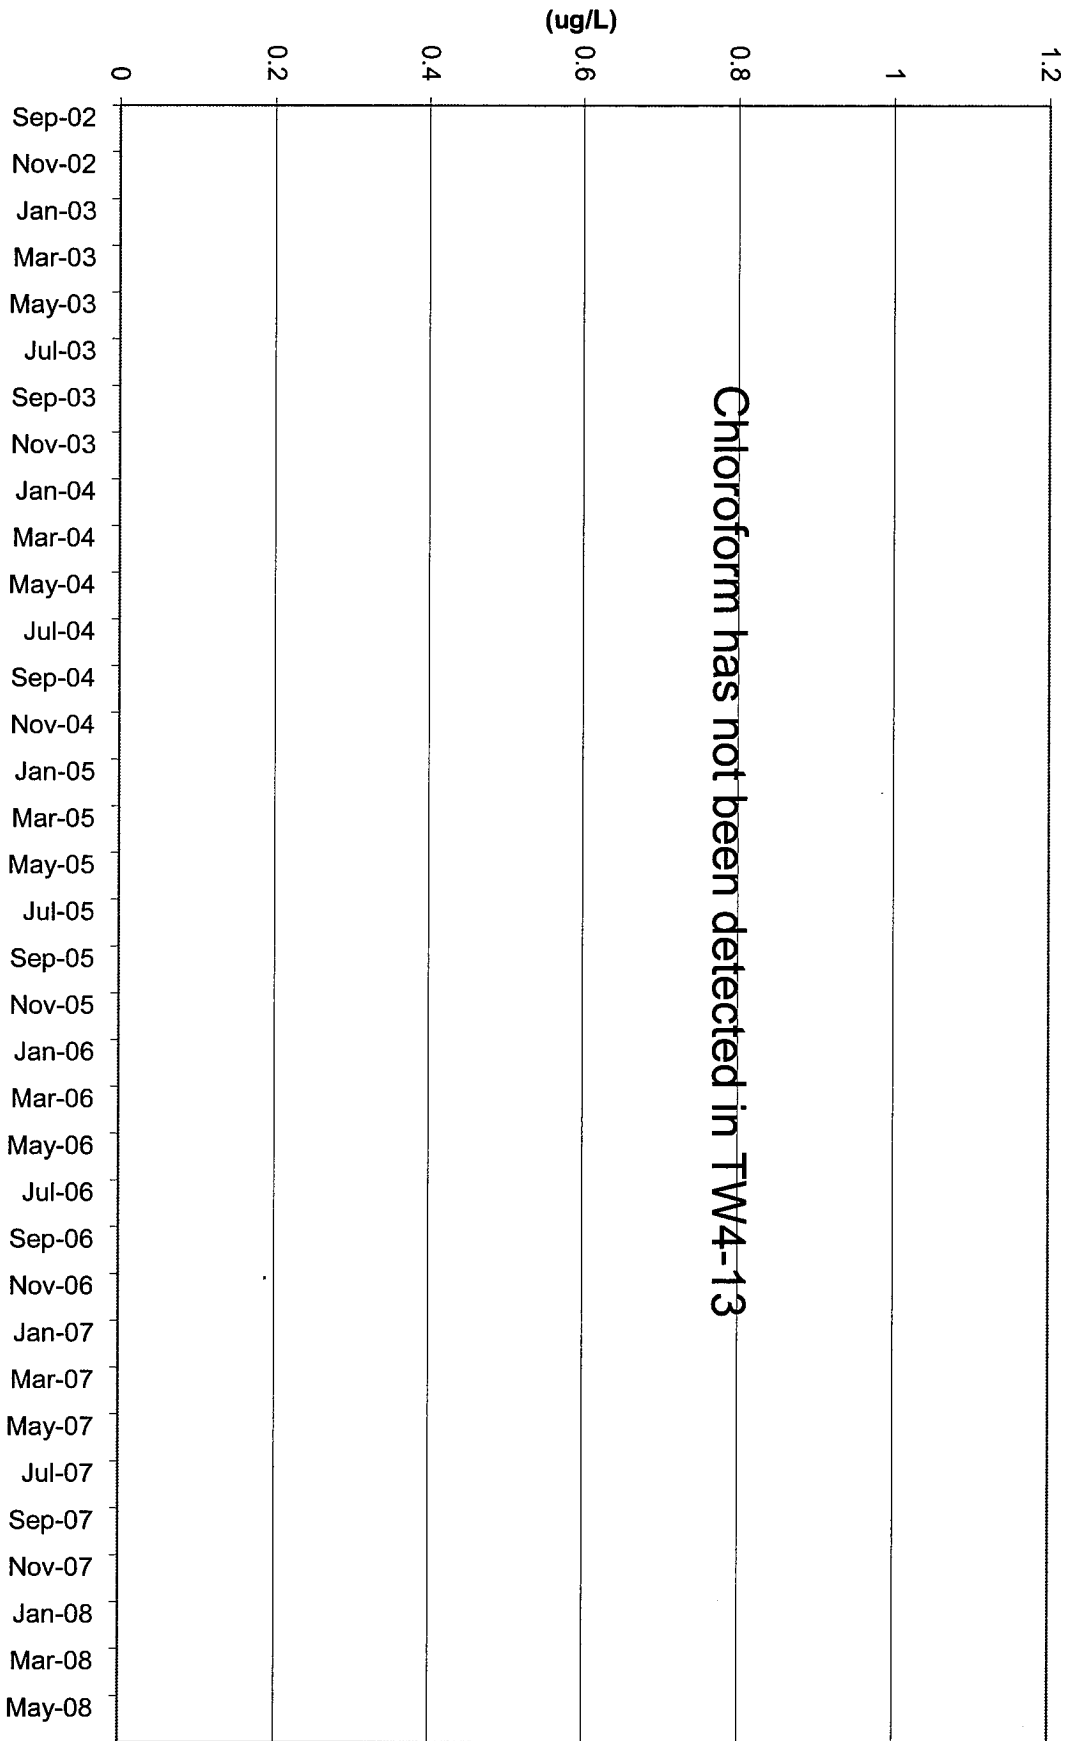 (ug/L)
1.2
1
0.8
0.6
0.4
0.2
0
Chloroform has not been detected in TW4-13
Sep-02
Nov-02
Jan-03
Mar-03
May-03
Jul-03
Sep-03
Nov-03
Jan-04
Mar-04
May-04
Jul-04
Sep-04
Nov-04
Jan-05
Mar-05
May-05
Jul-05
Sep-05
Nov-05
Jan-06
Mar-06
May-06
Jul-06
Sep-06
Nov-06
Jan-07
Mar-07
May-07
Jul-07
Sep-07
Nov-07
Jan-08
Mar-08
May-08